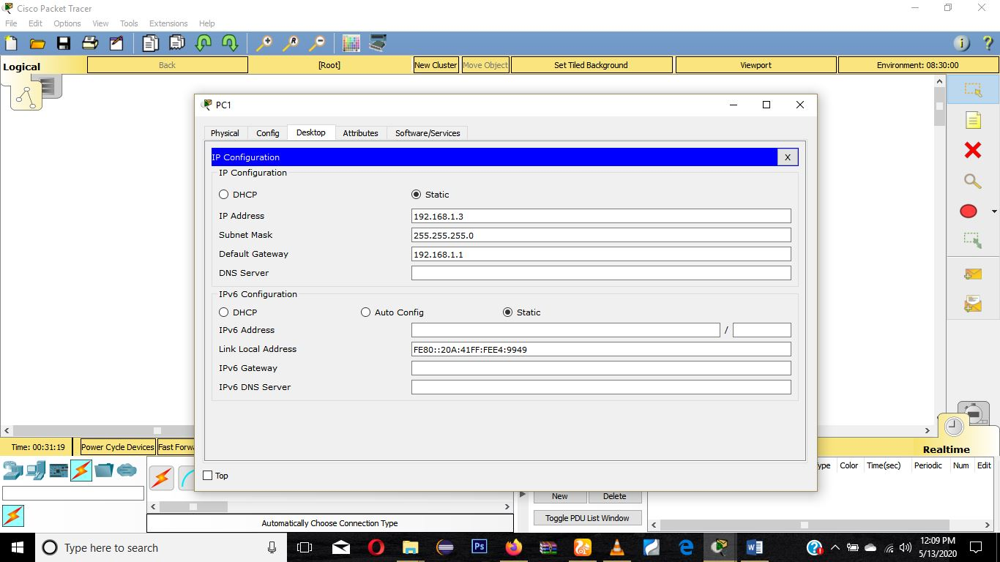 Cisco Packet Tracer
File Edit Options View Tools Extensions Help
R
i ?
Logical Back [Root] New Cluster Move Object Set Tiled Background Viewport Environment: 08:30:00
PC1
Physical Config Desktop Attributes Software/Services
IP Configuration X
IP Configuration
DHCP Static
IP Address 192.168.1.3
Subnet Mask 255.255.255.0
Default Gateway 192.168.1.1
DNS Server
IPv6 Configuration
DHCP Auto Config Static
IPv6 Address /
Link Local Address FE80::20A:41FF:FEE4:9949
IPv6 Gateway
IPv6 DNS Server
Time: 00:31:19 Power Cycle Devices Fast Forwa
Realtime
Top
ype Color Time(sec) Periodic Num Edit
New Delete
Toggle PDU List Window
Automatically Choose Connection Type
Type here to search
Ps
W
12:09 PM
5/13/2020